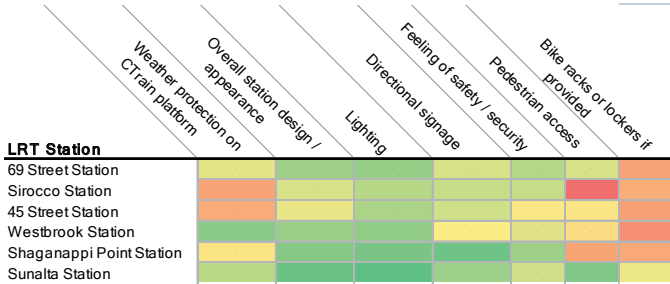 Weather protection on
CTrain platform
Overall station design /
appearance
Lighting
Directional signage
Feeling of safety / security
Pedestrian access
Bike racks or lockers if
provided
LRT Station
69 Street Station
Sirocco Station
45 Street Station
Westbrook Station
Shaganappi Point Station
Sunalta Station